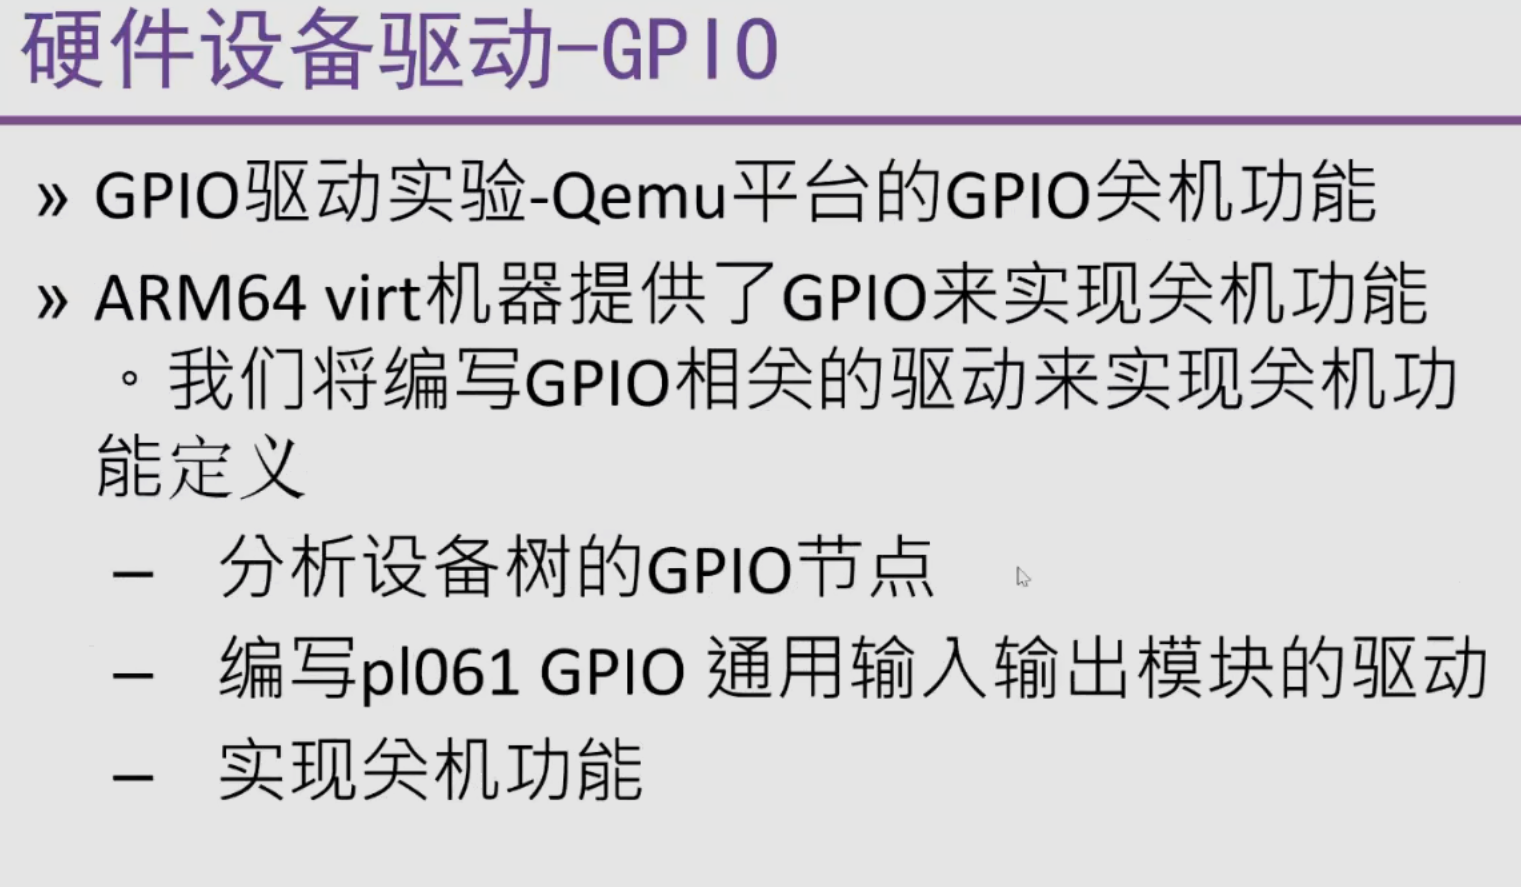 硬件设备驱动-GPIO
» GPIO驱动实验-Qemu平台的GPIO关机功能
» ARM64 virt机器提供了GPIO来实现关机功能
。我们将编写GPIO相关的驱动来实现关机功
能定义
– 分析设备树的GPIO节点
– 编写pl061 GPIO 通用输入输出模块的驱动
– 实现关机功能